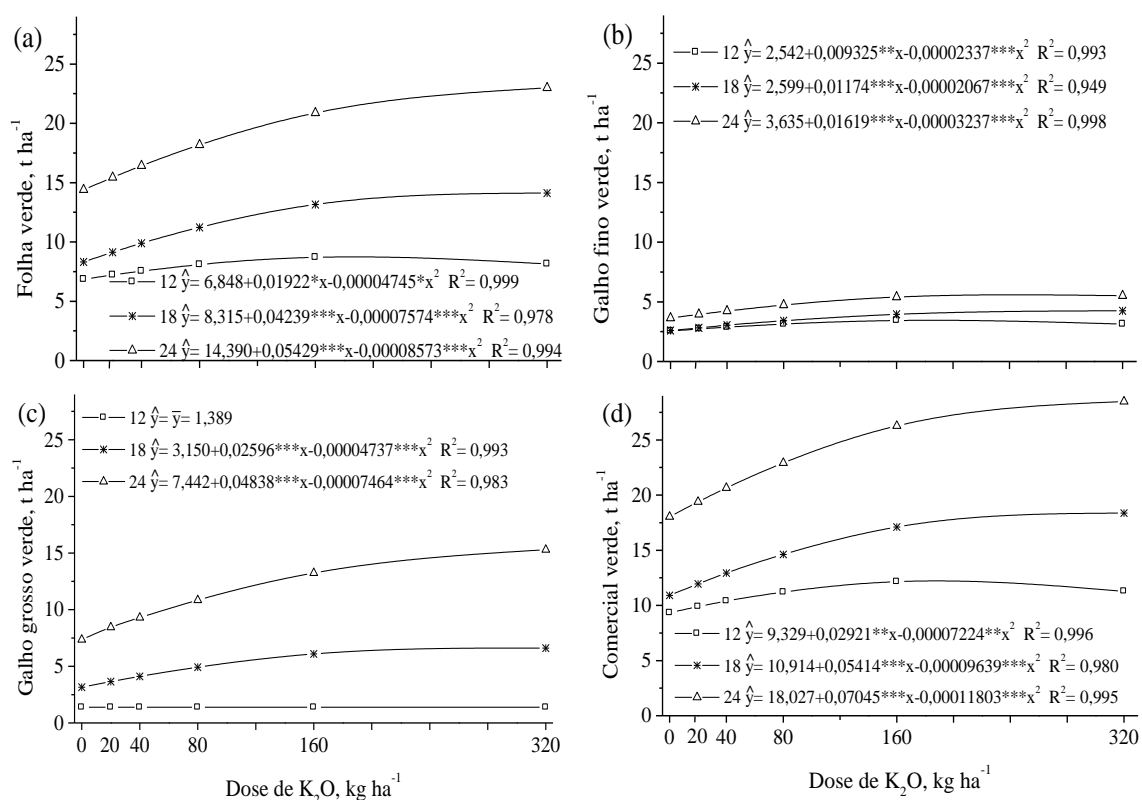 (a)
25
20
15
10
5
0
Folha verde, t ha⁻¹
12 ŷ= 6,848+0,01922*x-0,00004745*x² R²= 0,999
18 ŷ= 8,315+0,04239***x-0,00007574***x² R²= 0,978
24 ŷ= 14,390+0,05429***x-0,00008573***x² R²= 0,994
(b)
12 ŷ= 2,542+0,009325**x-0,00002337***x² R²= 0,993
18 ŷ= 2,599+0,01174***x-0,00002067***x² R²= 0,949
24 ŷ= 3,635+0,01619***x-0,00003237***x² R²= 0,998
25
20
15
10
5
0
Galho fino verde, t ha⁻¹
(c)
12 ŷ= y̅= 1,389
18 ŷ= 3,150+0,02596***x-0,00004737***x² R²= 0,993
24 ŷ= 7,442+0,04838***x-0,00007464***x² R²= 0,983
25
20
15
10
5
0
Galho grosso verde, t ha⁻¹
0 20 40 80 160 320
Dose de K₂O, kg ha⁻¹
(d)
25
20
15
10
5
0
Comercial verde, t ha⁻¹
12 ŷ= 9,329+0,02921**x-0,00007224**x² R²= 0,996
18 ŷ= 10,914+0,05414***x-0,00009639***x² R²= 0,980
24 ŷ= 18,027+0,07045***x-0,00011803***x² R²= 0,995
0 20 40 80 160 320
Dose de K₂O, kg ha⁻¹